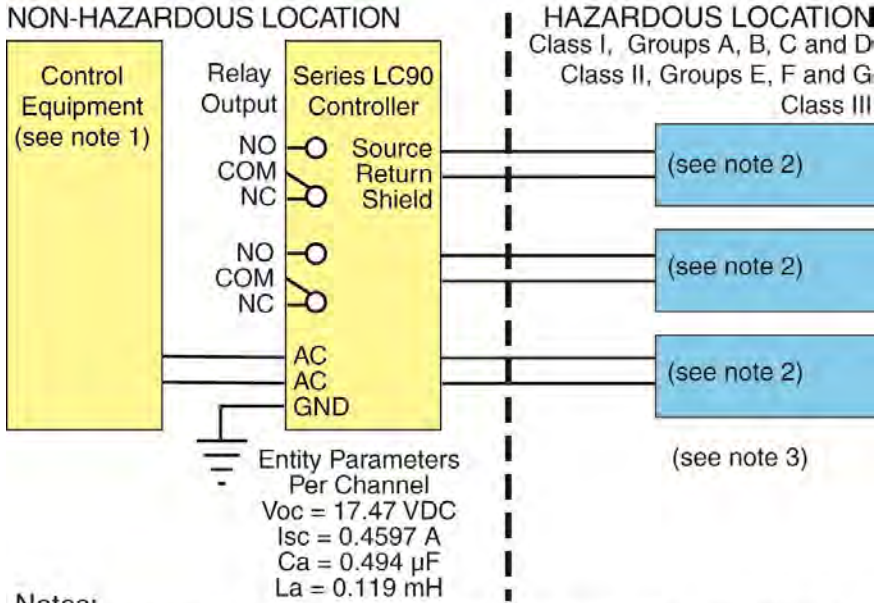 NON-HAZARDOUS LOCATION
HAZARDOUS LOCATION
Class I, Groups A, B, C and D
Class II, Groups E, F and G
Class III
Control
Equipment
(see note 1)
Relay
Output
Series LC90
Controller
NO
COM
NC
Source
Return
Shield
NO
COM
NC
AC
AC
GND
(see note 2)
(see note 2)
(see note 2)
(see note 3)
Entity Parameters
Per Channel
Voc = 17.47 VDC
Isc = 0.4597 A
Ca = 0.494 µF
La = 0.119 mH
Notes: